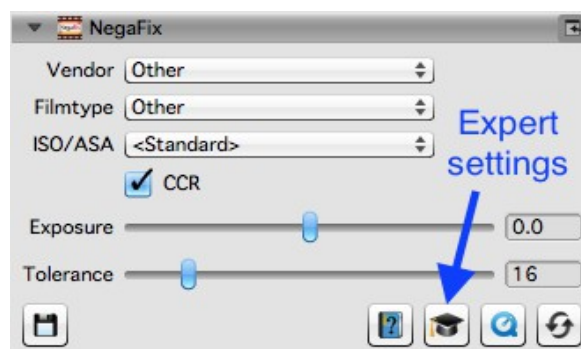 NegaFix
Vendor Other
Filmtype Other
ISO/ASA <Standard>
CCR
Expert
settings
Exposure 0.0
Tolerance 16